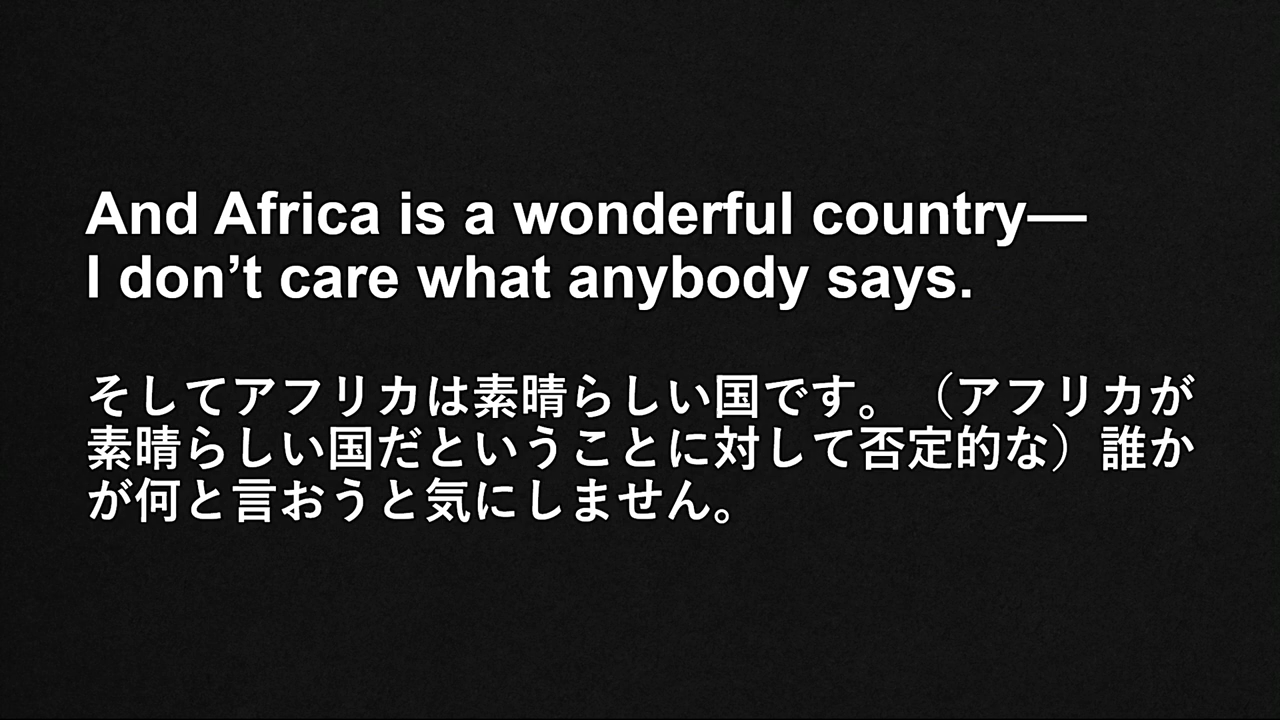 And Africa is a wonderful country—
I don’t care what anybody says.
そしてアフリカは素晴らしい国です。（アフリカが
素晴らしい国だということに対して否定的な）誰か
が何と言おうと気にしません。